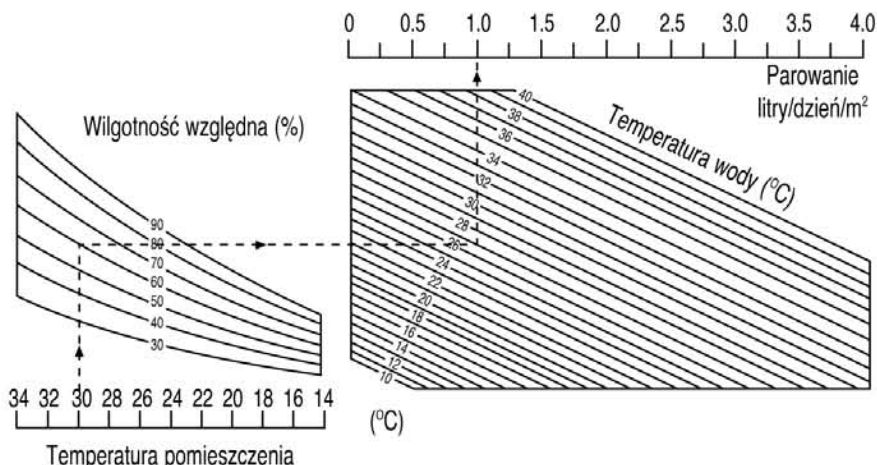 0 0.5 1.0 1.5 2.0 2.5 3.0 3.5 4.0
Parowanie
litry/dzień/m²
Wilgotność względna (%)
Temperatura wody (°C)
40
38
36
34
32
30
28
26
24
22
20
18
16
14
12
10
90
80
70
60
50
40
30
34 32 30 28 26 24 22 20 18 16 14
(°C)
Temperatura pomieszczenia